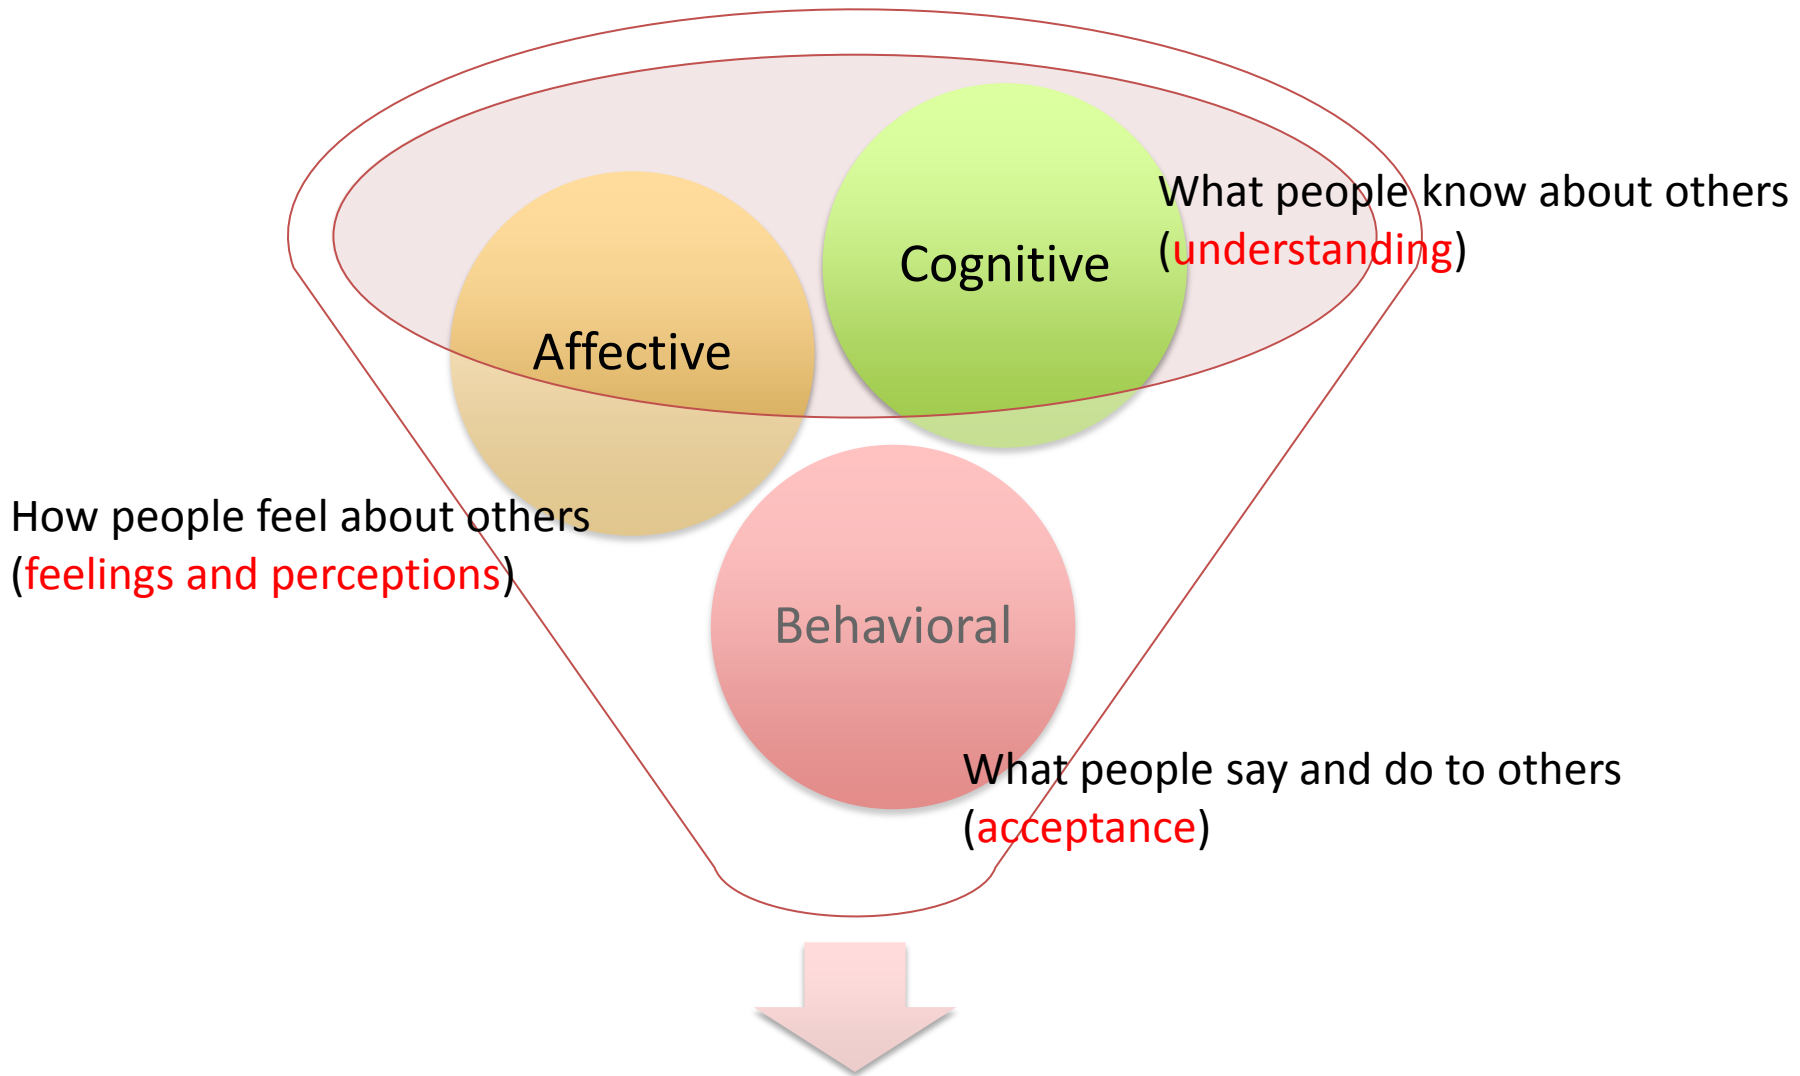 What people know about others
(understanding)
Cognitive
Affective
How people feel about others
(feelings and perceptions)
Behavioral
What people say and do to others
(acceptance)